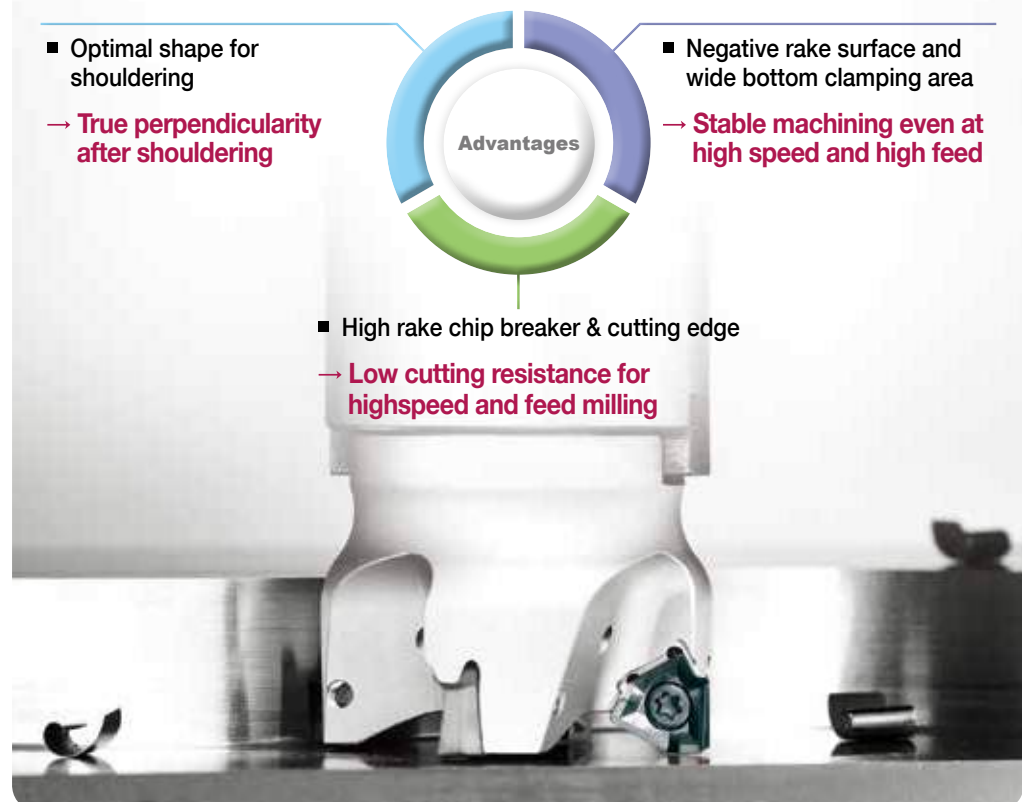 ■ Optimal shape for
shouldering
→ True perpendicularity
after shouldering
Advantages
■ Negative rake surface and
wide bottom clamping area
→ Stable machining even at
high speed and high feed
■ High rake chip breaker & cutting edge
→ Low cutting resistance for
highspeed and feed milling